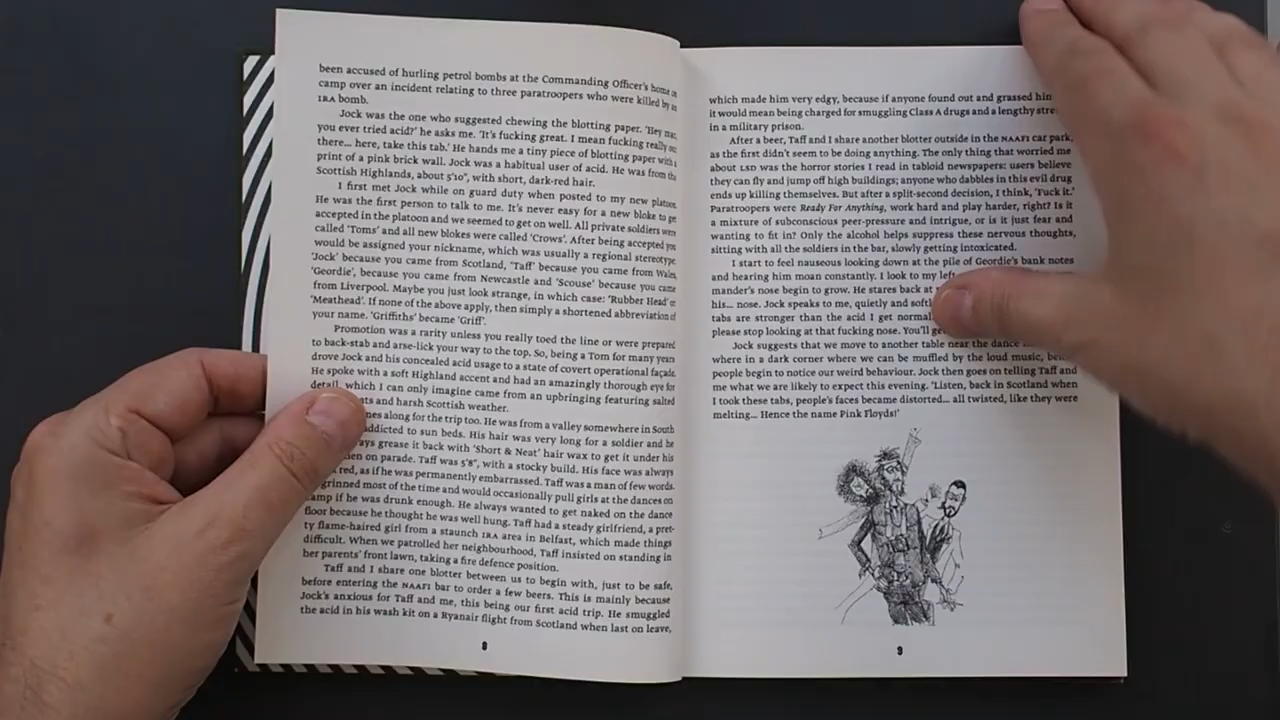 been accused of hurling petrol bombs at the Commanding Officer's home on
camp over an incident relating to three paratroopers who were killed by an
IRA bomb.
Jock was the one who suggested chewing the blotting paper. 'Hey mac,
you ever tried acid?' he asks me. 'It's fucking great. I mean fucking really out
there... here, take this tab.' He hands me a tiny piece of blotting paper with a
print of a pink brick wall. Jock was a habitual user of acid. He was from the
Scottish Highlands, about 5'10", with short, dark-red hair.
I first met Jock while on guard duty when posted to my new platoon.
He was the first person to talk to me. It's never easy for a new bloke to get
accepted in the platoon and we seemed to get on well. All private soldiers were
called 'Toms' and all new blokes were called 'Crows'. After being accepted you
would be assigned your nickname, which was usually a regional stereotype.
'Jock' because you came from Scotland, 'Taff' because you came from Wales,
'Geordie', because you came from Newcastle and 'Scouse' because you came
from Liverpool. Maybe you just look strange, in which case: 'Rubber Head' or
'Meathead'. If none of the above apply, then simply a shortened abbreviation of
your name. 'Griffiths' became 'Griff'.
Promotion was a rarity unless you really toed the line or were prepared
to back-stab and arse-lick your way to the top. So, being a Tom for many years
drove Jock and his concealed acid usage to a state of covert operational façade.
He spoke with a soft Highland accent and had an amazingly thorough eye for
detail, which I can only imagine came from an upbringing featuring salted
and harsh Scottish weather.
along for the trip too. He was from a valley somewhere in South
addicted to sun beds. His hair was very long for a soldier and he
grease it back with 'Short & Neat' hair wax to get it under his
on parade. Taff was 5'8", with a stocky build. His face was always
red, as if he was permanently embarrassed. Taff was a man of few words.
grinned most of the time and would occasionally pull girls at the dances on
camp if he was drunk enough. He always wanted to get naked on the dance
floor because he thought he was well hung. Taff had a steady girlfriend, a pret-
ty flame-haired girl from a staunch IRA area in Belfast, which made things
difficult. When we patrolled her neighbourhood, Taff insisted on standing in
her parents' front lawn, taking a fire defence position.
Taff and I share one blotter between us to begin with, just to be safe,
before entering the NAAFI bar to order a few beers. This is mainly because
Jock's anxious for Taff and me, this being our first acid trip. He smuggled
the acid in his wash kit on a Ryanair flight from Scotland when last on leave,
8
which made him very edgy, because if anyone found out and grassed him
it would mean being charged for smuggling Class A drugs and a lengthy
in a military prison.
After a beer, Taff and I share another blotter outside in the NAAFI car park,
as the first didn't seem to be doing anything. The only thing that worried me
about LSD was the horror stories I read in tabloid newspapers: users believe
they can fly and jump off high buildings; anyone who dabbles in this evil drug
ends up killing themselves. But after a split-second decision, I think, 'Fuck it.'
Paratroopers were Ready For Anything, work hard and play harder, right? Is it
a mixture of subconscious peer-pressure and intrigue, or is it just fear and
wanting to fit in? Only the alcohol helps suppress these nervous thoughts,
sitting with all the soldiers in the bar, slowly getting intoxicated.
I start to feel nauseous looking down at the pile of Geordie's bank notes
and hearing him moan constantly. I look to my left
mander's nose begin to grow. He stares back at
his... nose. Jock speaks to me, quietly and
tabs are stronger than the acid I get
please stop looking at that fucking nose. You'll
Jock suggests that we move to another table near the dance
where in a dark corner where we can be muffled by the loud music,
people begin to notice our weird behaviour. Jock then goes on telling Taff and
me what we are likely to expect this evening. 'Listen, back in Scotland when
I took these tabs, people's faces became distorted... all twisted, like they were
melting... Hence the name Pink Floyds!'
9